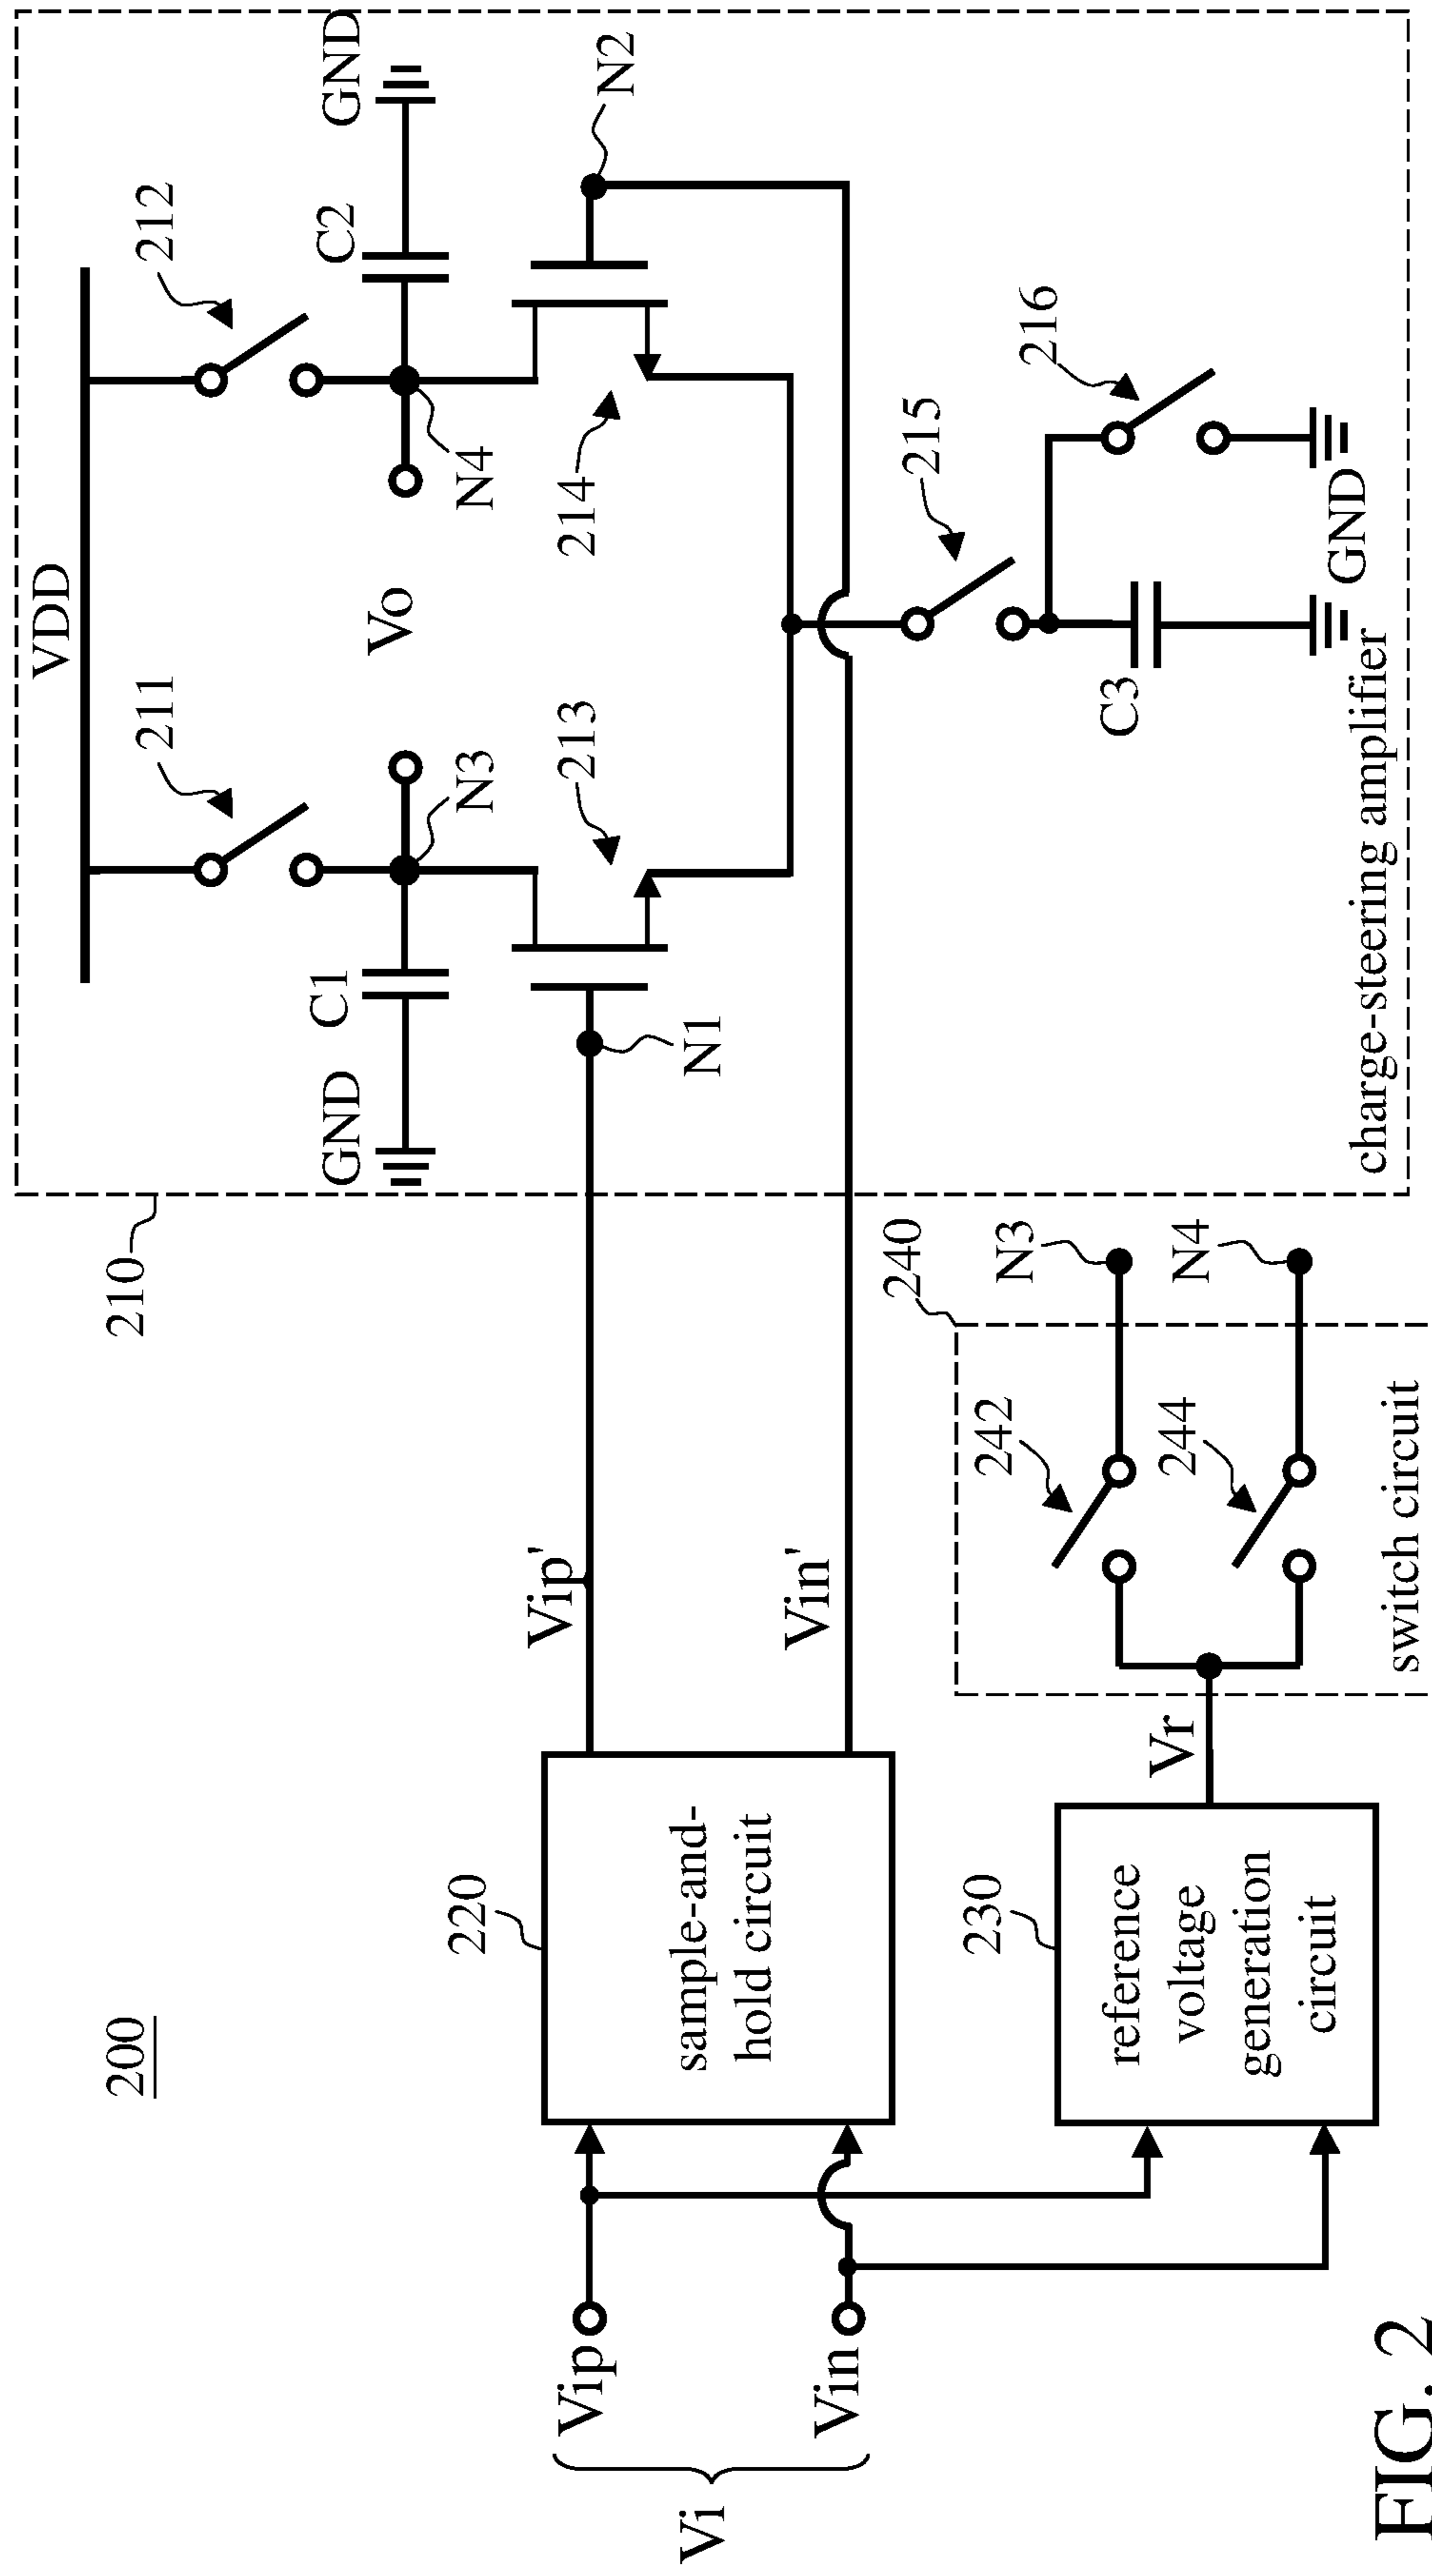 200
VDD
210
211
212
GND
C1
C2
GND
Vo
N3
N4
Vip'
213
214
N2
Vi
Vip
220
sample-and-
hold circuit
N1
Vin
Vin'
240
215
230
reference
voltage
generation
circuit
Vr
242
N3
216
244
N4
C3
GND
switch circuit
charge-steering amplifier
FIG. 2